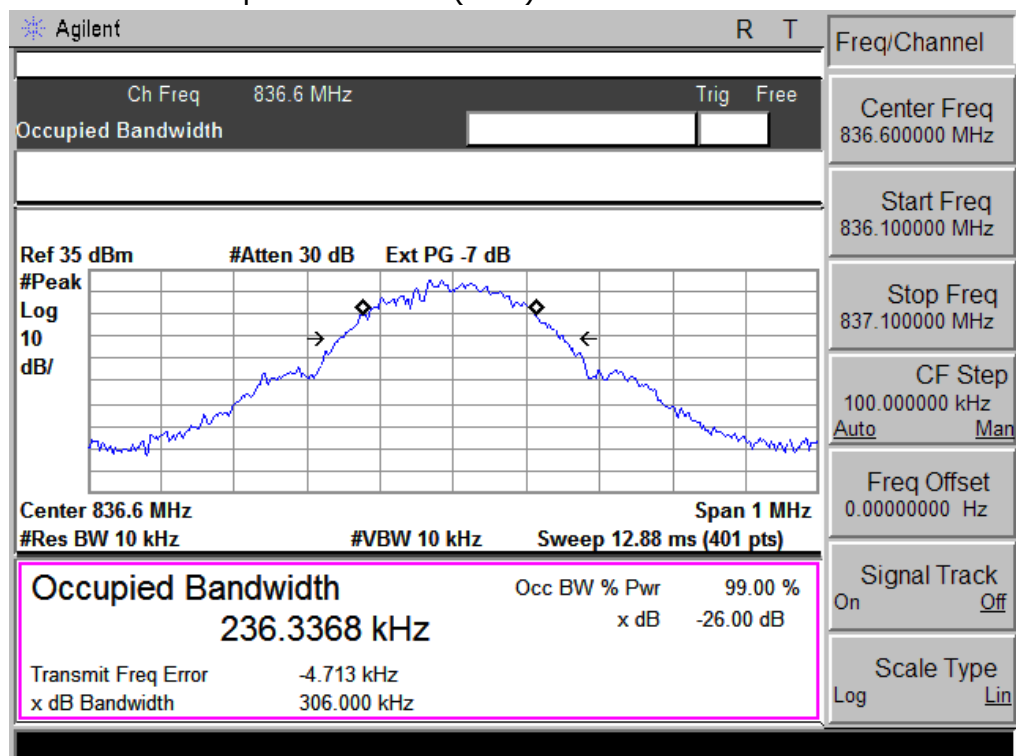 Agilent R T
Ch Freq 836.6 MHz Trig Free
Occupied Bandwidth
Ref 35 dBm #Atten 30 dB Ext PG -7 dB
#Peak
Log
10
dB/
Center 836.6 MHz Span 1 MHz
#Res BW 10 kHz #VBW 10 kHz Sweep 12.88 ms (401 pts)
Occupied Bandwidth Occ BW % Pwr 99.00 %
236.3368 kHz x dB -26.00 dB
Transmit Freq Error -4.713 kHz
x dB Bandwidth 306.000 kHz
Freq/Channel
Center Freq
836.600000 MHz
Start Freq
836.100000 MHz
Stop Freq
837.100000 MHz
CF Step
100.000000 kHz
Auto Man
Freq Offset
0.00000000 Hz
Signal Track
On Off
Scale Type
Log Lin